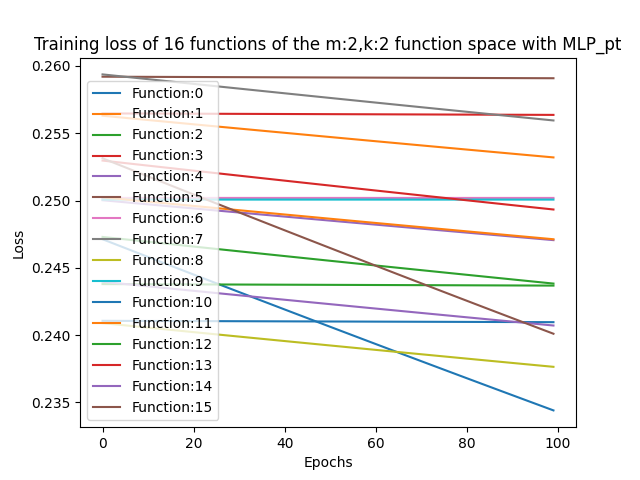 Training loss of 16 functions of the m:2,k:2 function space with MLP_pt
0.260
0.255
0.250
0.245
0.240
0.235
Loss
Function:0
Function:1
Function:2
Function:3
Function:4
Function:5
Function:6
Function:7
Function:8
Function:9
Function:10
Function:11
Function:12
Function:13
Function:14
Function:15
0 20 40 60 80 100
Epochs